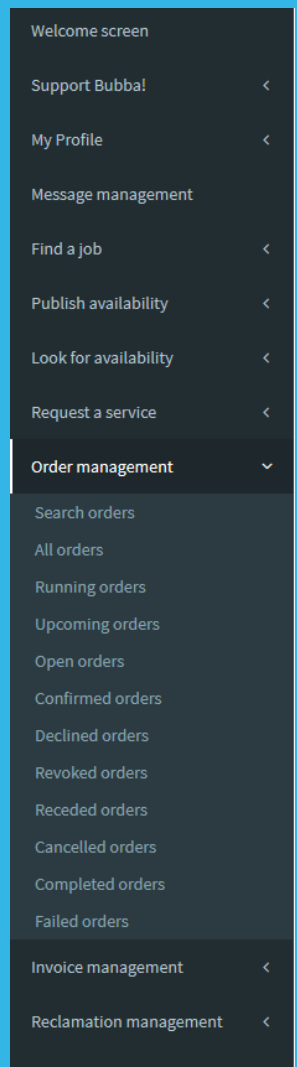 Welcome screen
Support Bubba!
My Profile
Message management
Find a job
Publish availability
Look for availability
Request a service
Order management
Search orders
All orders
Running orders
Upcoming orders
Open orders
Confirmed orders
Declined orders
Revoked orders
Receded orders
Cancelled orders
Completed orders
Failed orders
Invoice management
Reclamation management